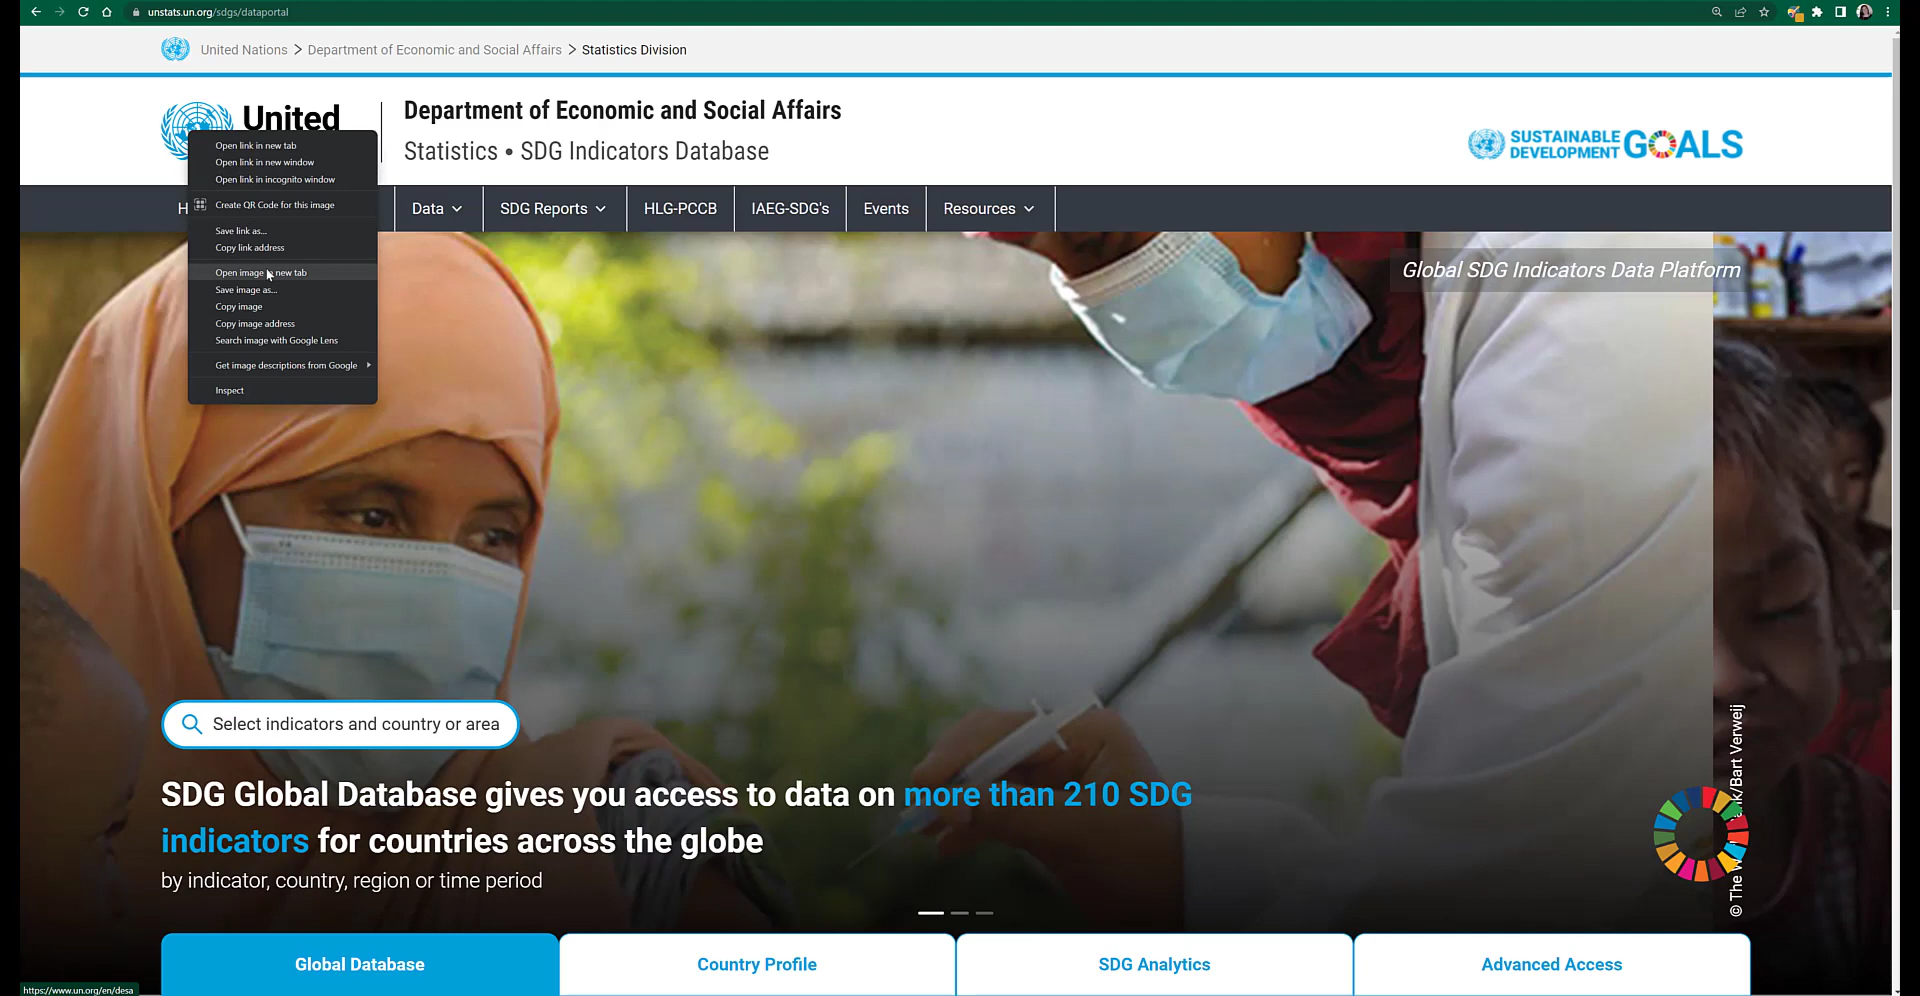 unstats.un.org/sdgs/dataportal
United Nations > Department of Economic and Social Affairs > Statistics Division
United
Department of Economic and Social Affairs
Statistics • SDG Indicators Database
SUSTAINABLE
DEVELOPMENT GOALS
H
Data
SDG Reports
HLG-PCCB
IAEG-SDG's
Events
Resources
Open link in new tab
Open link in new window
Open link in incognito window
Create QR Code for this image
Save link as...
Copy link address
Open image in new tab
Save image as...
Copy image
Copy image address
Search image with Google Lens
Get image descriptions from Google
Inspect
Global SDG Indicators Data Platform
Select indicators and country or area
SDG Global Database gives you access to data on more than 210 SDG
indicators for countries across the globe
by indicator, country, region or time period
© The W
k/Bart Verweij
Global Database
Country Profile
SDG Analytics
Advanced Access
https://www.un.org/en/desa